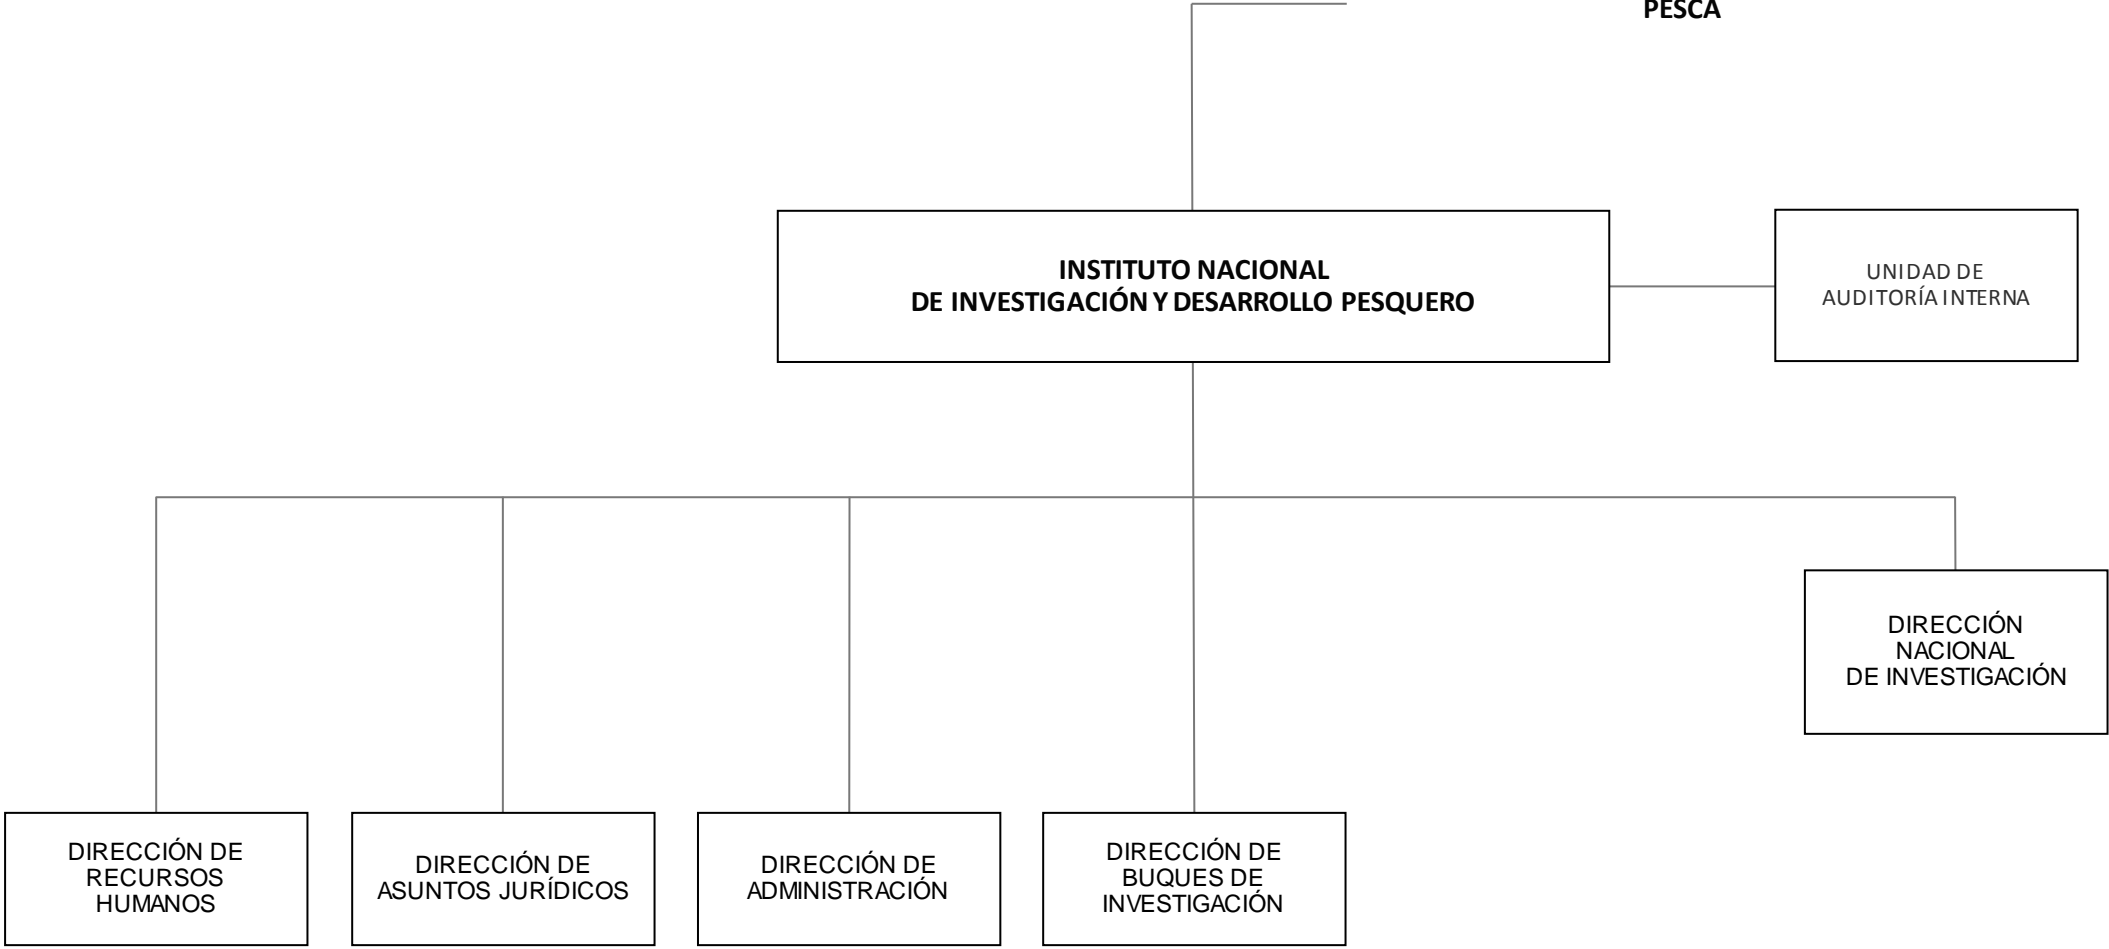 PESCA
INSTITUTO NACIONAL
DE INVESTIGACIÓN Y DESARROLLO PESQUERO
UNIDAD DE
AUDITORÍA INTERNA
DIRECCIÓN
NACIONAL
DE INVESTIGACIÓN
DIRECCIÓN DE
RECURSOS
HUMANOS
DIRECCIÓN DE
ASUNTOS JURÍDICOS
DIRECCIÓN DE
ADMINISTRACIÓN
DIRECCIÓN DE
BUQUES DE
INVESTIGACIÓN